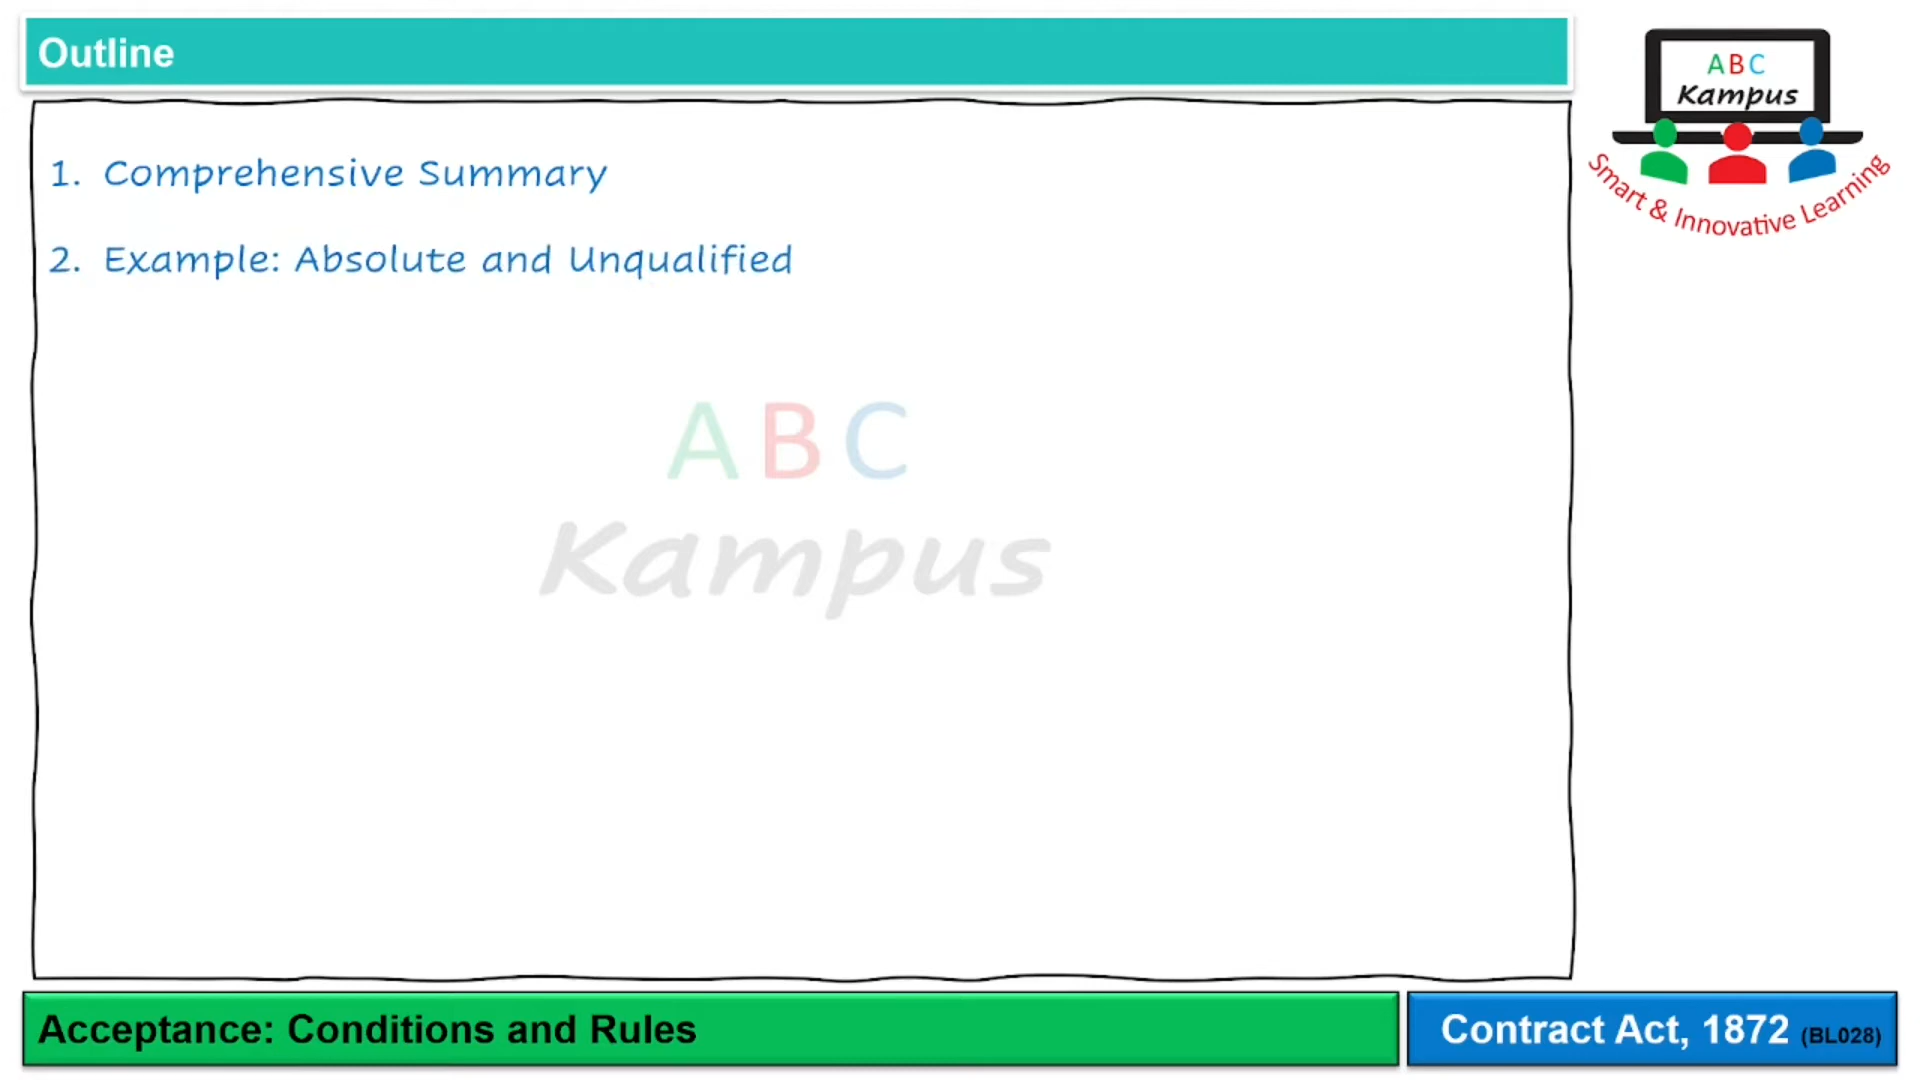 Outline
ABC
Kampus
Smart & Innovative Learning
1. Comprehensive Summary
2. Example: Absolute and Unqualified
ABC
Kampus
Acceptance: Conditions and Rules
Contract Act, 1872 (BL028)